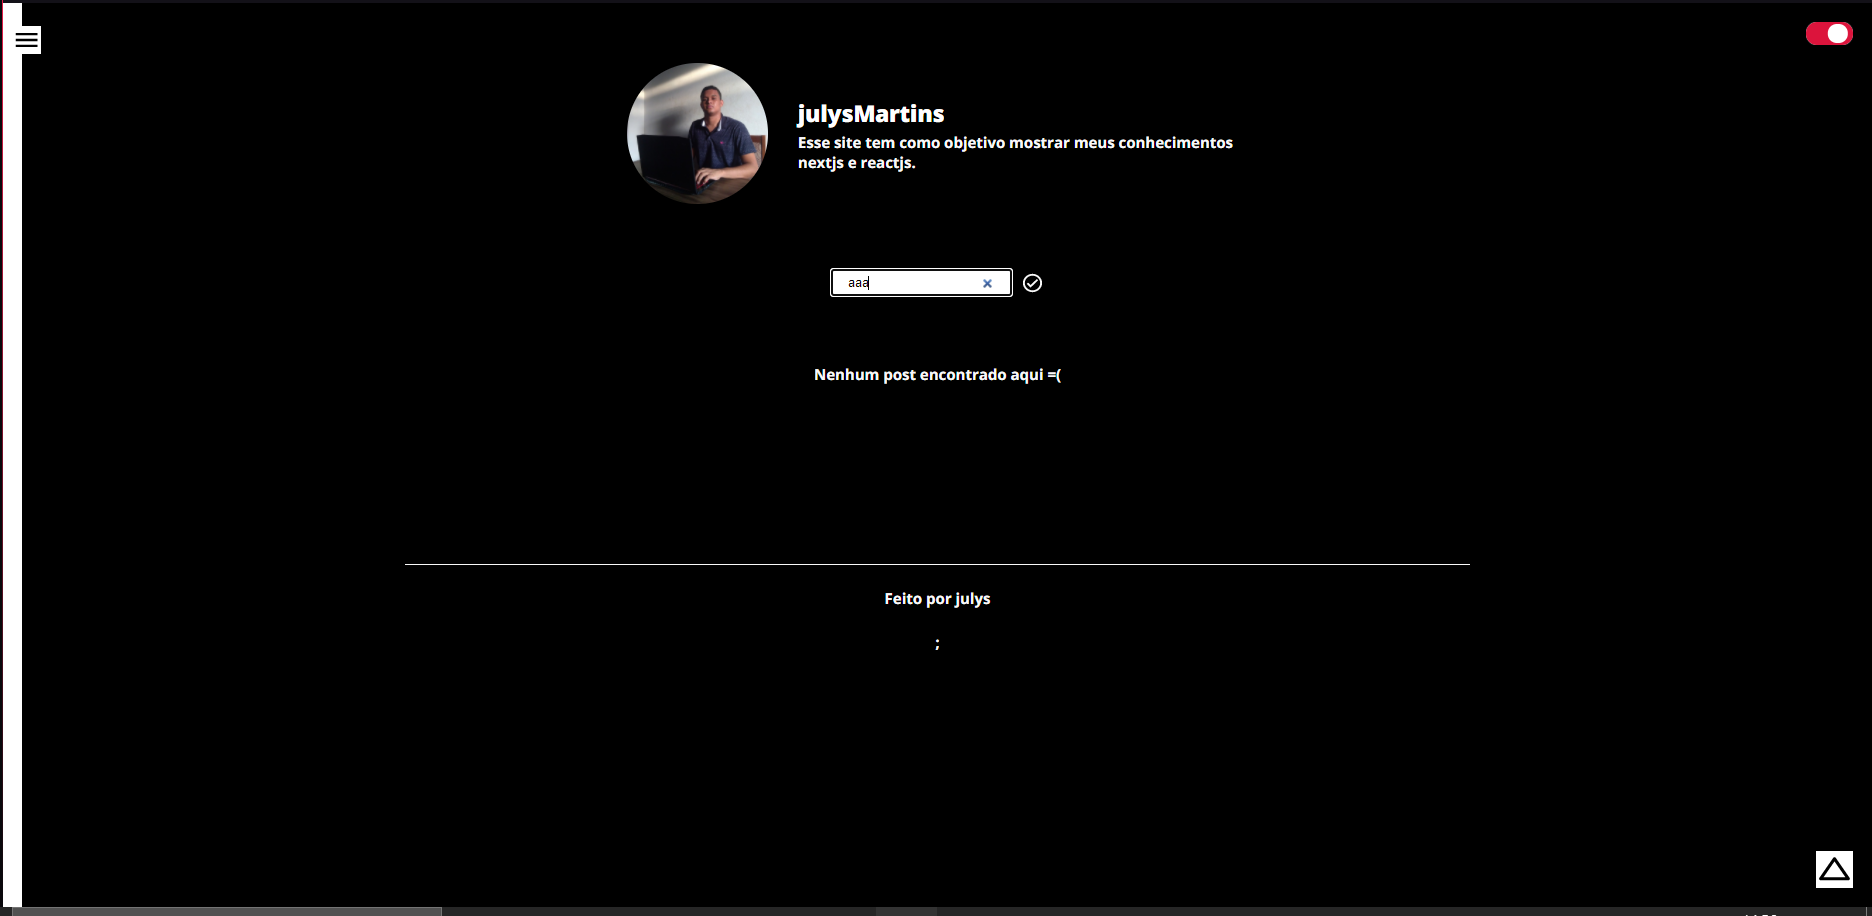 julysMartins
Esse site tem como objetivo mostrar meus conhecimentos
nextjs e reactjs.
aaa
Nenhum post encontrado aqui =(
Feito por julys
;